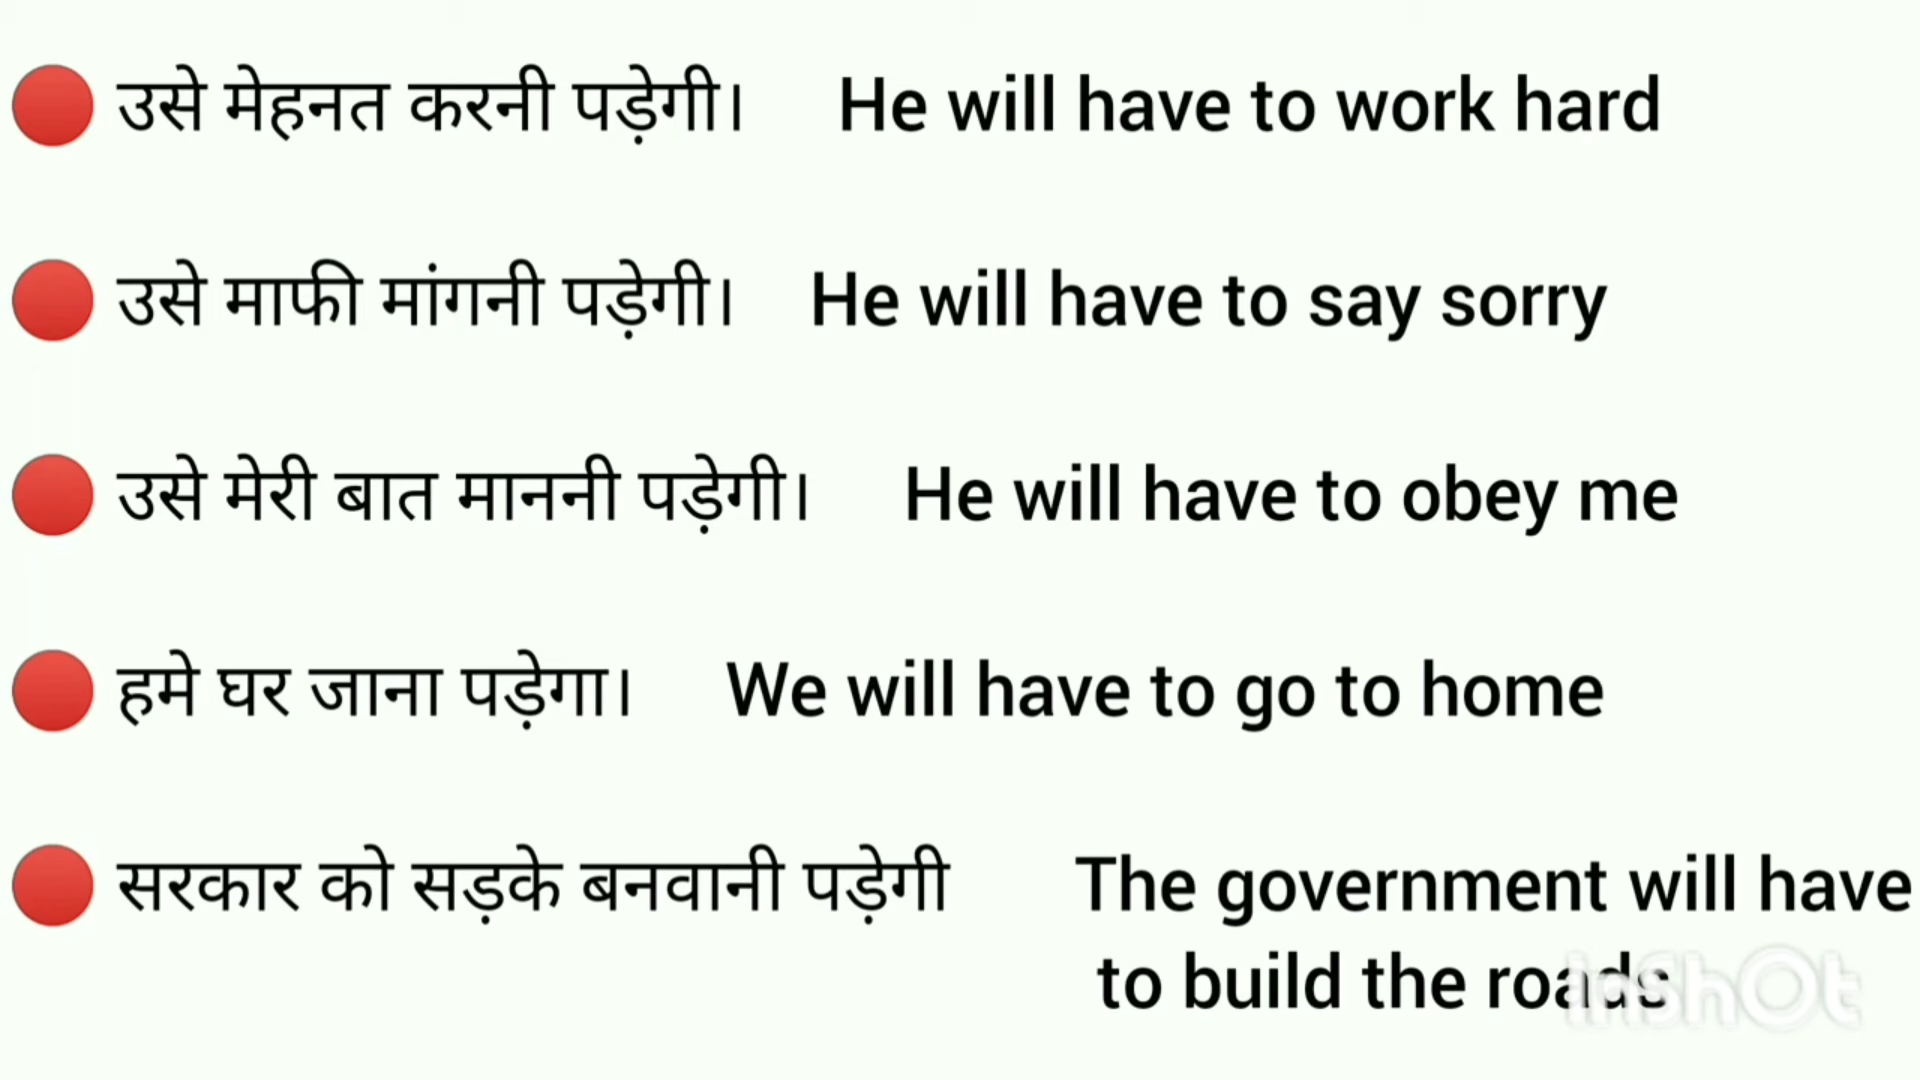 उसे मेहनत करनी पड़ेगी। He will have to work hard
उसे माफी मांगनी पड़ेगी। He will have to say sorry
उसे मेरी बात माननी पड़ेगी। He will have to obey me
हमे घर जाना पड़ेगा। We will have to go to home
सरकार को सड़के बनवानी पड़ेगी The government will have
to build the roads
inshOt